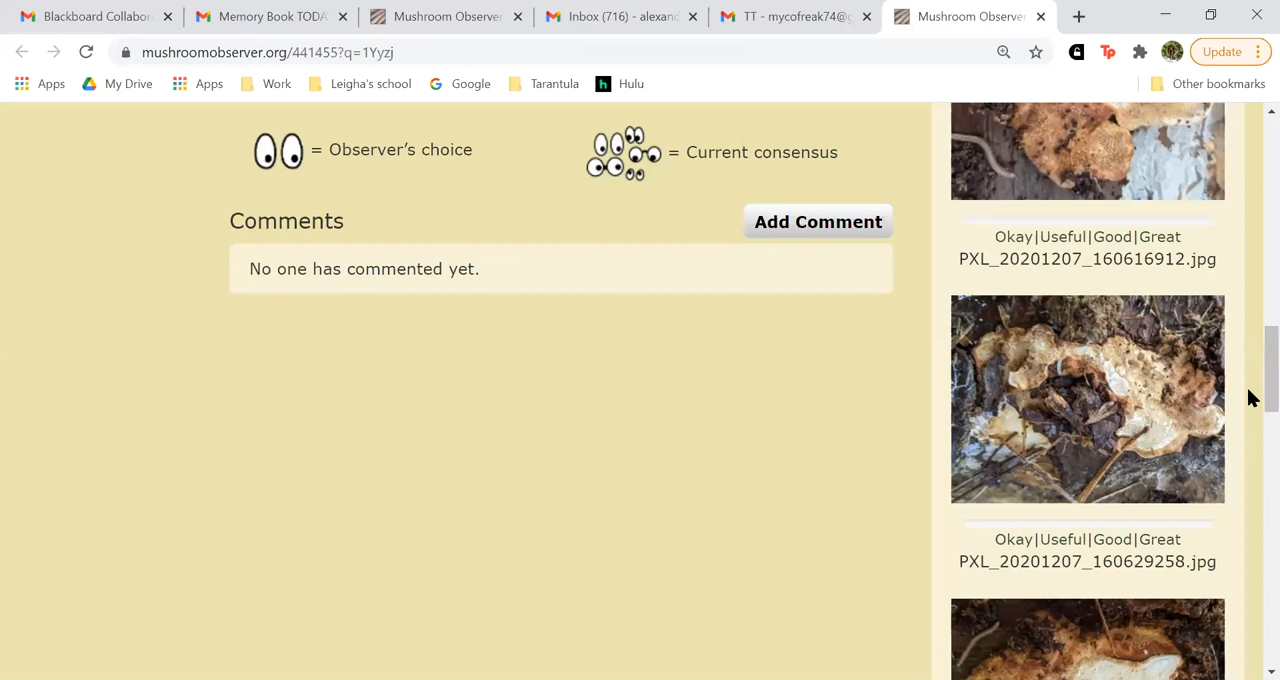 Blackboard Collabor
Memory Book TODA
Mushroom Observer
Inbox (716) - alexand
TT - mycofreak74@g
Mushroom Observer
mushroomobserver.org/441455?q=1Yyzj
Tp
Update
Apps
My Drive
Apps
Work
Leigha's school
Google
Tarantula
h
Hulu
Other bookmarks
= Observer's choice
= Current consensus
Comments
Add Comment
No one has commented yet.
Okay|Useful|Good|Great
PXL_20201207_160616912.jpg
Okay|Useful|Good|Great
PXL_20201207_160629258.jpg